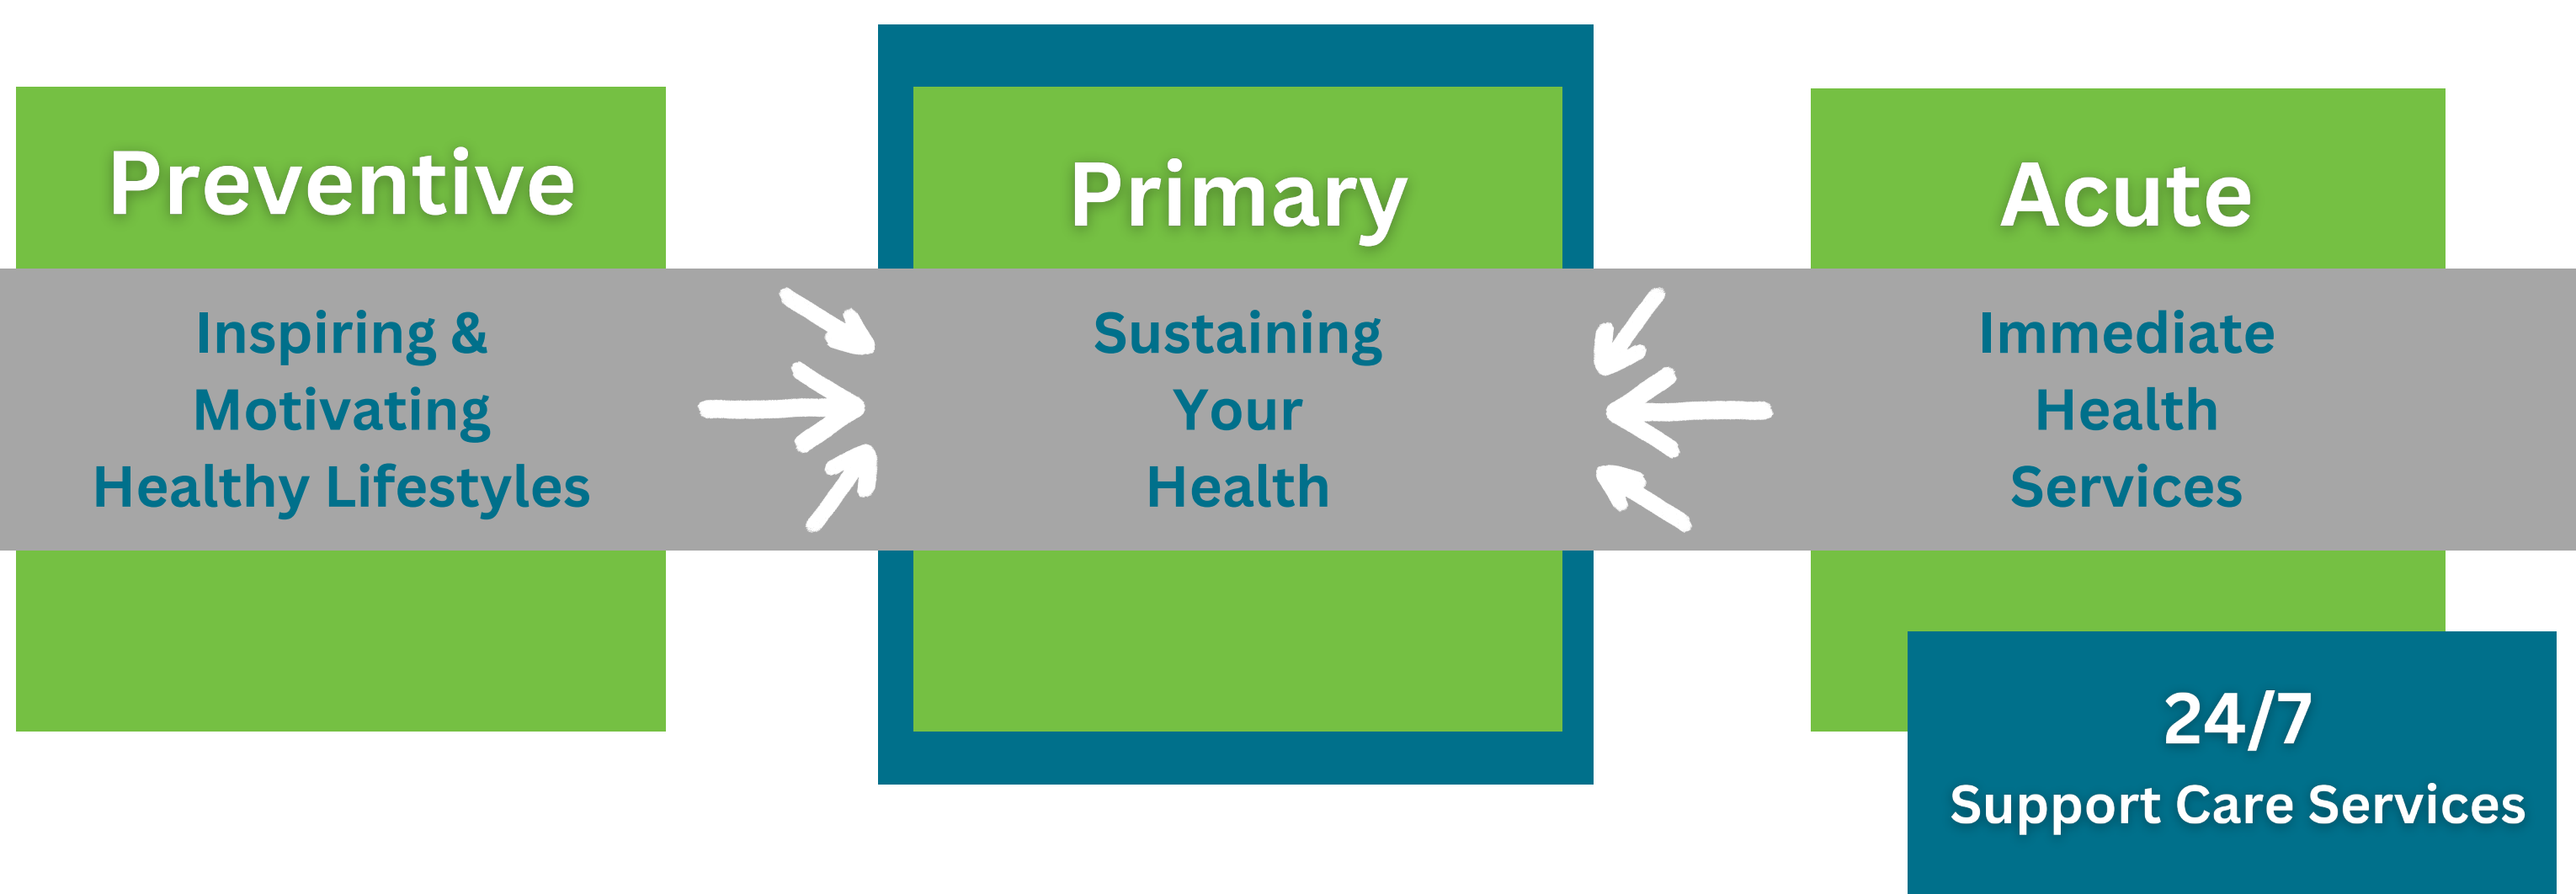 Preventive
Inspiring &
Motivating
Healthy Lifestyles
Primary
Sustaining
Your
Health
Acute
Immediate
Health
Services
24/7
Support Care Services